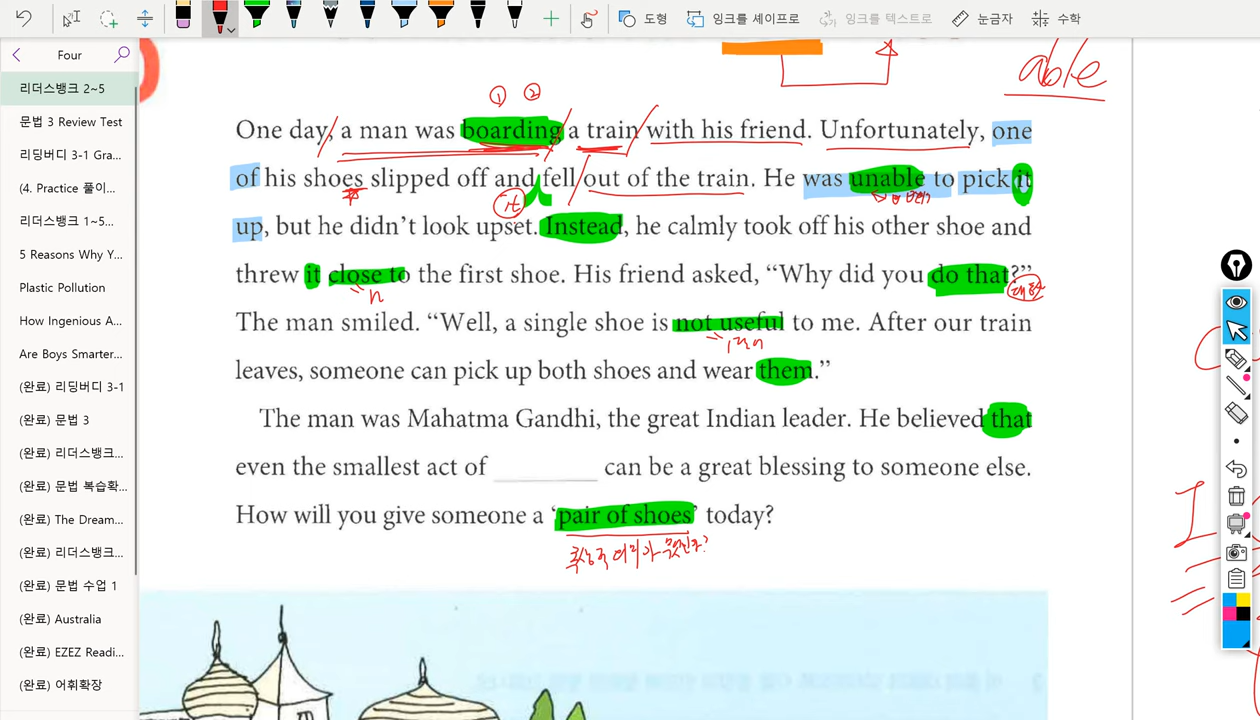 도형
잉크를 셰이프로
잉크를 텍스트로
눈금자
수학
Four
리더스뱅크 2~5
문법 3 Review Test
리딩버디 3-1 Gra...
(4. Practice 풀이...
리딩버디 1~5...
5 Reasons Why Y...
Plastic Pollution
How Ingenious A...
Are Boys Smarter...
(완료) 리딩버디 3-1
(완료) 문법 3
(완료) 리더스뱅크...
(완료) 문법 복습확...
(완료) The Dream...
(완료) 리더스뱅크...
(완료) 문법 수업 1
(완료) Australia
(완료) EZEZ Readi...
(완료) 어휘확장
able
① ②
One day, a man was boarding a train with his friend. Unfortunately, one
of his shoes slipped off and fell out of the train. He was unable to pick it
it
up, but he didn't look upset. Instead, he calmly took off his other shoe and
threw it close to the first shoe. His friend asked, “Why did you do that?”
The man smiled. “Well, a single shoe is not useful to me. After our train
leaves, someone can pick up both shoes and wear them.”
The man was Mahatma Gandhi, the great Indian leader. He believed that
even the smallest act of ________ can be a great blessing to someone else.
How will you give someone a ‘pair of shoes’ today?
I